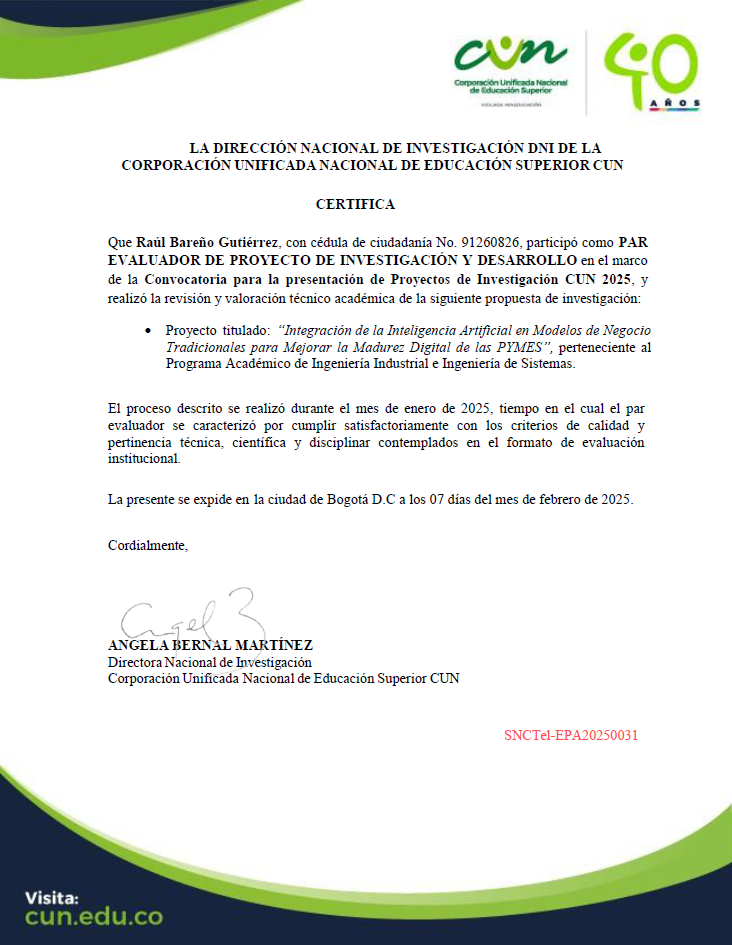 cun
Corporación Unificada Nacional
de Educación Superior
VIGILADA MINEDUCACIÓN
40
AÑOS
LA DIRECCIÓN NACIONAL DE INVESTIGACIÓN DNI DE LA
CORPORACIÓN UNIFICADA NACIONAL DE EDUCACIÓN SUPERIOR CUN
CERTIFICA
Que Raúl Bareño Gutiérrez, con cédula de ciudadanía No. 91260826, participó como PAR
EVALUADOR DE PROYECTO DE INVESTIGACIÓN Y DESARROLLO en el marco
de la Convocatoria para la presentación de Proyectos de Investigación CUN 2025, y
realizó la revisión y valoración técnico académica de la siguiente propuesta de investigación:
• Proyecto titulado: “Integración de la Inteligencia Artificial en Modelos de Negocio
Tradicionales para Mejorar la Madurez Digital de las PYMES”, perteneciente al
Programa Académico de Ingeniería Industrial e Ingeniería de Sistemas.
El proceso descrito se realizó durante el mes de enero de 2025, tiempo en el cual el par
evaluador se caracterizó por cumplir satisfactoriamente con los criterios de calidad y
pertinencia técnica, científica y disciplinar contemplados en el formato de evaluación
institucional.
La presente se expide en la ciudad de Bogotá D.C a los 07 días del mes de febrero de 2025.
Cordialmente,
Angel B
ANGELA BERNAL MARTÍNEZ
Directora Nacional de Investigación
Corporación Unificada Nacional de Educación Superior CUN
SNCTeI-EPA20250031
Visita:
cun.edu.co